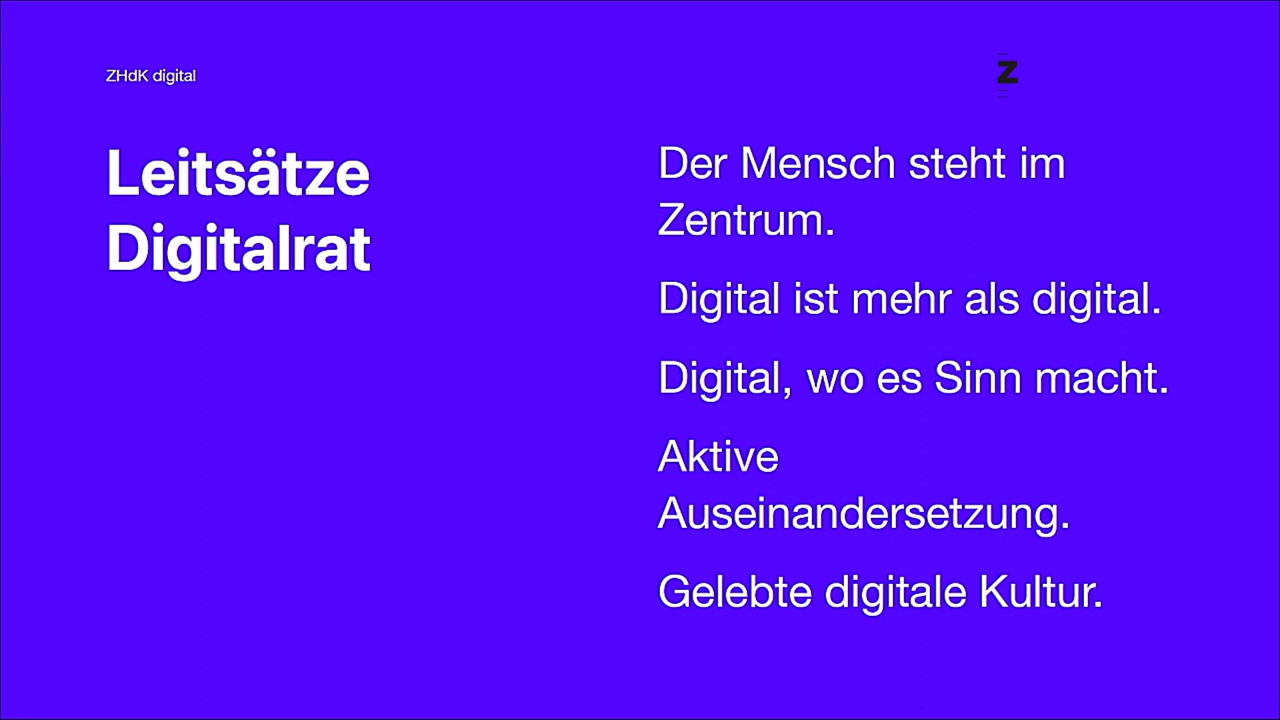 ZHdK digital
Z
Leitsätze
Digitalrat
Der Mensch steht im
Zentrum.
Digital ist mehr als digital.
Digital, wo es Sinn macht.
Aktive
Auseinandersetzung.
Gelebte digitale Kultur.